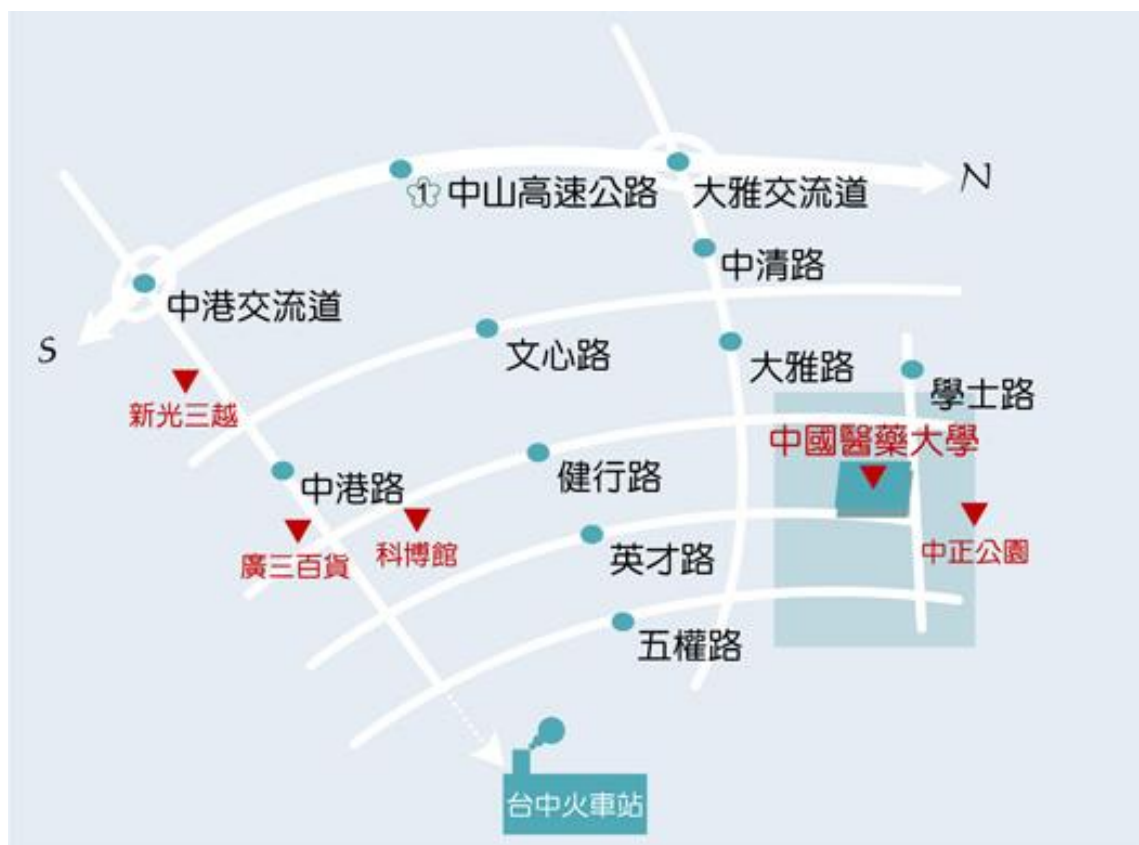 N
1 中山高速公路
大雅交流道
中清路
中港交流道
S
文心路
大雅路
學士路
新光三越
中國醫藥大學
中港路
健行路
廣三百貨
科博館
英才路
中正公園
五權路
台中火車站